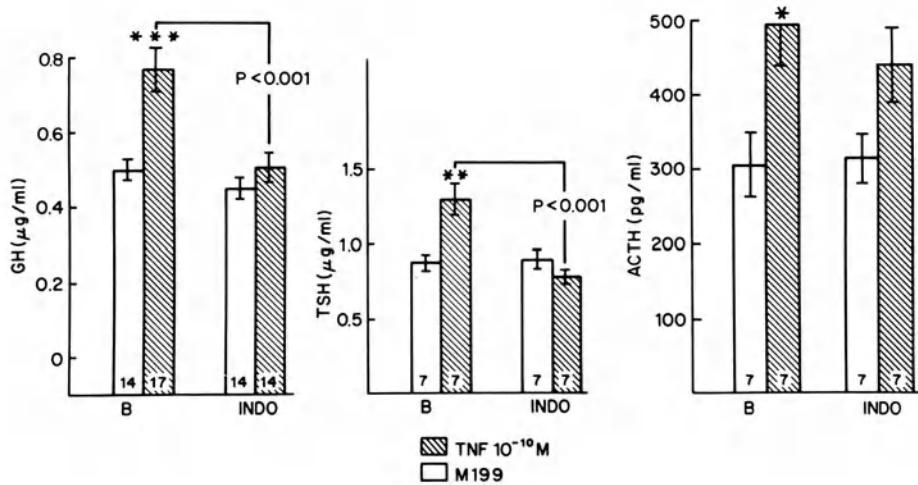 * * *
P<0.001
GH (μg/ml)
0.8
0.6
0.4
0.2
0
14 17 14 14
B INDO
**
P<0.001
TSH (μg/ml)
1.5
1.0
0.5
7 7 7 7
B INDO
*
ACTH (pg/ml)
500
400
300
200
100
7 7 7 7
B INDO
TNF 10⁻¹⁰M
M199